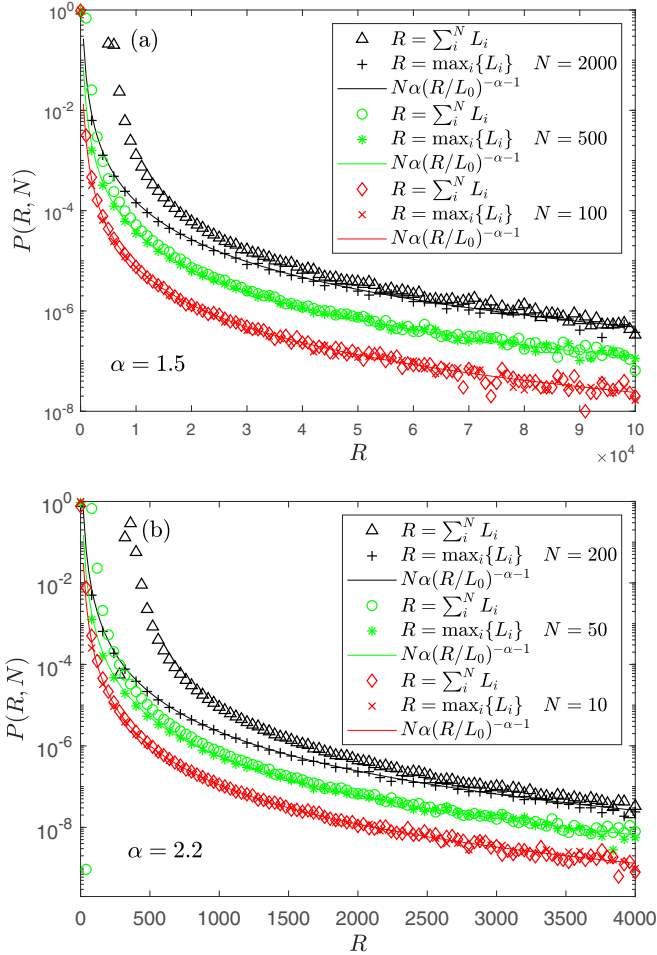 (a)
10^0
10^{-2}
10^{-4}
10^{-6}
10^{-8}
P(R, N)
R = ∑_i^N L_i
R = max_i{L_i} N = 2000
Nα(R/L_0)^{-α-1}
R = ∑_i^N L_i
R = max_i{L_i} N = 500
Nα(R/L_0)^{-α-1}
R = ∑_i^N L_i
R = max_i{L_i} N = 100
Nα(R/L_0)^{-α-1}
α = 1.5
0 1 2 3 4 5 6 7 8 9 10
R
×10^4
(b)
10^0
10^{-2}
10^{-4}
10^{-6}
10^{-8}
P(R, N)
R = ∑_i^N L_i
R = max_i{L_i} N = 200
Nα(R/L_0)^{-α-1}
R = ∑_i^N L_i
R = max_i{L_i} N = 50
Nα(R/L_0)^{-α-1}
R = ∑_i^N L_i
R = max_i{L_i} N = 10
Nα(R/L_0)^{-α-1}
α = 2.2
0 500 1000 1500 2000 2500 3000 3500 4000
R